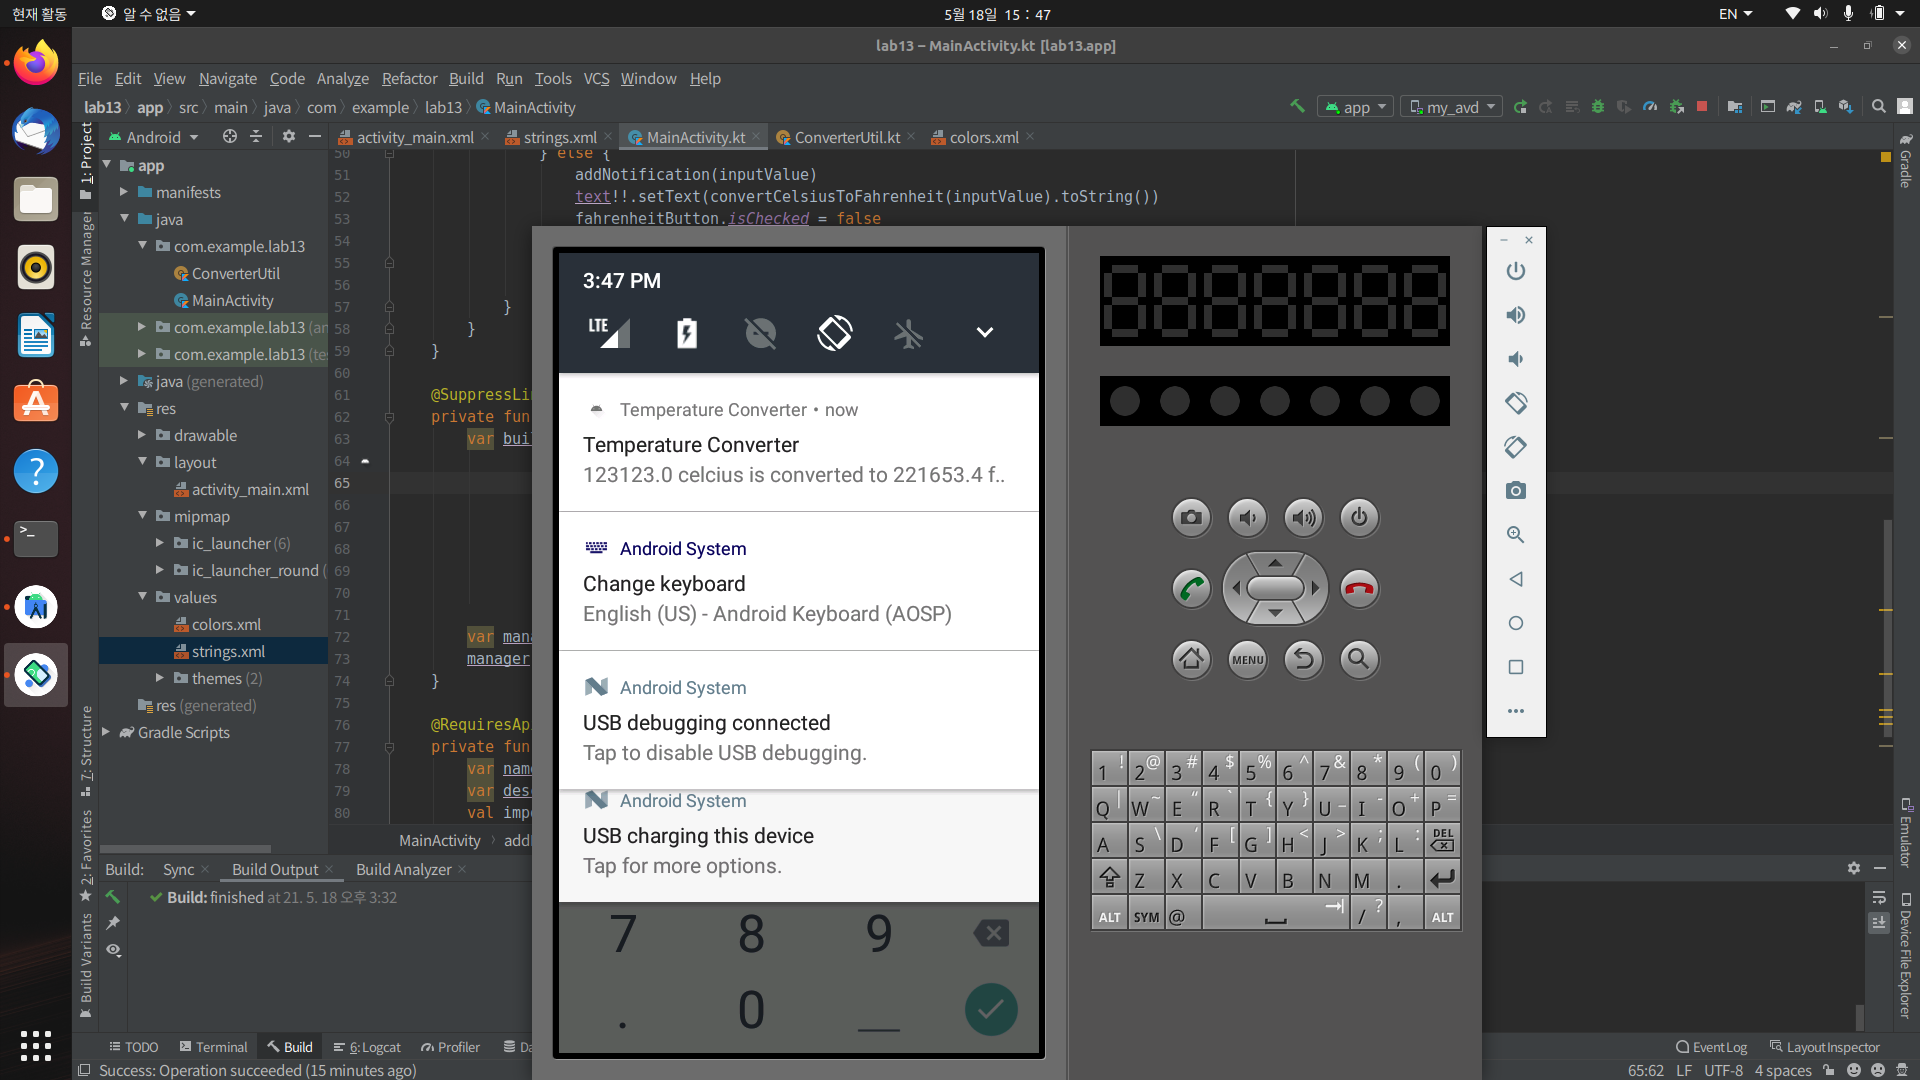 현재 활동
알 수 없음
5월 18일 15 : 47
EN
lab13 – MainActivity.kt [lab13.app]
File Edit View Navigate Code Analyze Refactor Build Run Tools VCS Window Help
lab13 app src main java com example lab13 MainActivity
app
my_avd
Android
activity_main.xml
strings.xml
MainActivity.kt
ConverterUtil.kt
colors.xml
1: Project
Resource Manager
7: Structure
2: Favorites
Build Variants
app
manifests
java
com.example.lab13
ConverterUtil
MainActivity
com.example.lab13 (an
com.example.lab13 (te
java (generated)
res
drawable
layout
activity_main.xml
mipmap
ic_launcher (6)
ic_launcher_round (
values
colors.xml
strings.xml
themes (2)
res (generated)
Gradle Scripts
50 } else {
51 addNotification(inputValue)
52 text!!.setText(convertCelsiusToFahrenheit(inputValue).toString())
53 fahrenheitButton.isChecked = false
54
55
56
57 }
58 }
59 }
60
61 @SuppressLi
62 private fun
63 var bui
64
65
66
67
68
69
70
71
72 var man
73 manager
74 }
75
76 @RequiresAp
77 private fun
78 var nam
79 var des
80 val imp
MainActivity add
3:47 PM
LTE
Temperature Converter • now
Temperature Converter
123123.0 celcius is converted to 221653.4 f..
Android System
Change keyboard
English (US) - Android Keyboard (AOSP)
Android System
USB debugging connected
Tap to disable USB debugging.
Android System
USB charging this device
Tap for more options.
7 8 9
. 0
MENU
1 ! 2 @ 3 # 4 $ 5 % 6 ^ 7 & 8 * 9 ( 0 )
Q | W ~ E “ R ` T { Y } U _ I - O + P =
A S \ D ‘ F [ G ] H < J > K ; L : DEL
Z X C V B N M .
ALT SYM @ / ? , ALT
Gradle
Emulator
Device File Explorer
Build: Sync Build Output Build Analyzer
Build: finished at 21. 5. 18 오후 3:32
TODO Terminal Build 6: Logcat Profiler Da
Event Log Layout Inspector
Success: Operation succeeded (15 minutes ago)
65:62 LF UTF-8 4 spaces